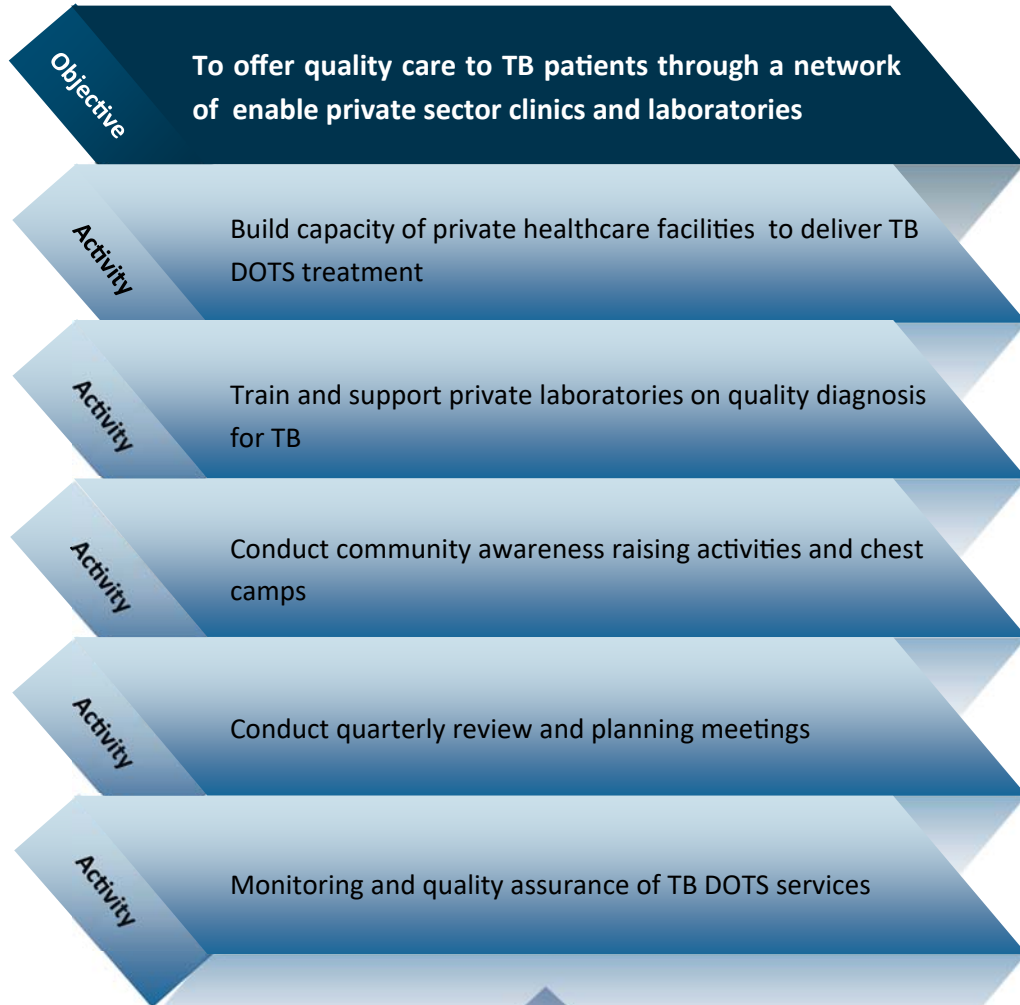 Objective
To offer quality care to TB patients through a network
of  enable private sector clinics and laboratories
Activity
Build capacity of private healthcare facilities  to deliver TB
DOTS treatment
Activity
Train and support private laboratories on quality diagnosis
for TB
Activity
Conduct community awareness raising activities and chest
camps
Activity
Conduct quarterly review and planning meetings
Activity
Monitoring and quality assurance of TB DOTS services